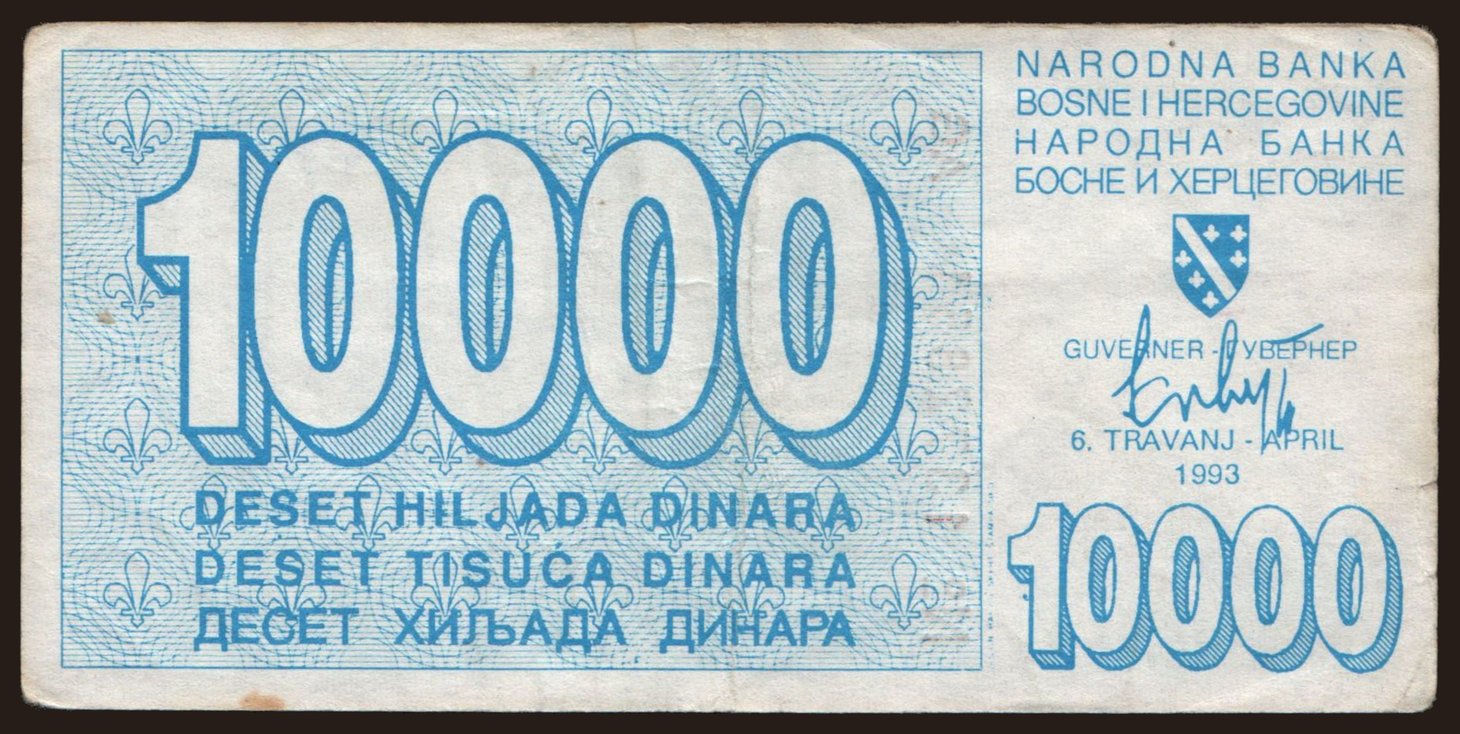 10000
DESET HILJADA DINARA
DESET TISUĆA DINARA
ДЕСЕТ ХИЉАДА ДИНАРА
NARODNA BANKA
BOSNE I HERCEGOVINE
НАРОДНА БАНКА
БОСНЕ И ХЕРЦЕГОВИНЕ
GUVERNER - ГУВЕРНЕР
6. TRAVANJ - APRIL
1993
10000